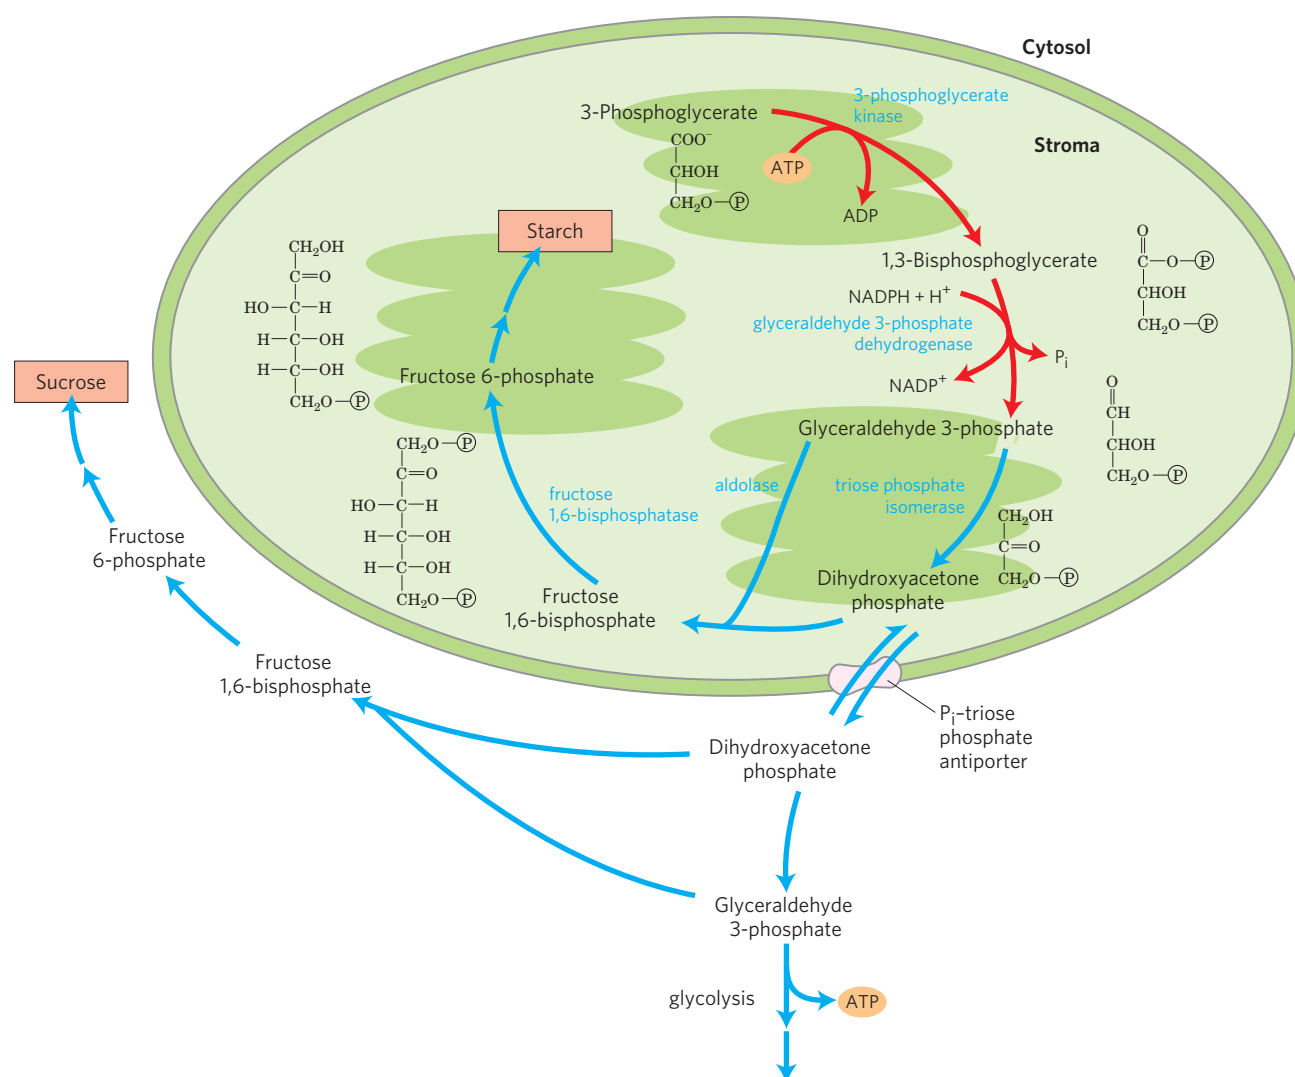 Cytosol
3-phosphoglycerate
kinase
3-Phosphoglycerate
Stroma
COO⁻
CHOH
CH₂O—Ⓟ
ATP
ADP
Starch
1,3-Bisphosphoglycerate
O
C—O—Ⓟ
CHOH
CH₂O—Ⓟ
NADPH + H⁺
glyceraldehyde 3-phosphate
dehydrogenase
Pᵢ
NADP⁺
CH₂OH
C=O
HO—C—H
H—C—OH
H—C—OH
CH₂O—Ⓟ
Fructose 6-phosphate
Sucrose
O
CH
CHOH
CH₂O—Ⓟ
Glyceraldehyde 3-phosphate
CH₂O—Ⓟ
C=O
HO—C—H
H—C—OH
H—C—OH
CH₂O—Ⓟ
fructose
1,6-bisphosphatase
aldolase
triose phosphate
isomerase
CH₂OH
C=O
CH₂O—Ⓟ
Dihydroxyacetone
phosphate
Fructose
1,6-bisphosphate
Fructose
6-phosphate
Fructose
1,6-bisphosphate
Pᵢ–triose
phosphate
antiporter
Dihydroxyacetone
phosphate
Glyceraldehyde
3-phosphate
glycolysis
ATP